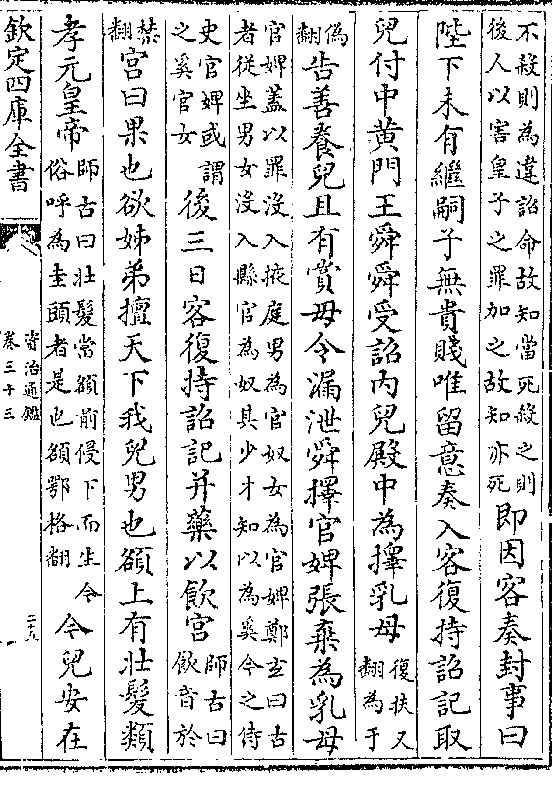 不殺則為違詔命故知當死殺之則
後人以害皇子之罪加之故知亦死
即因客奏封事曰
陛下未有繼嗣子無貴賤唯留意奏入客復持詔記取
兒付中黄門王舜舜受詔内兒殿中為擇乳母
復扶又
翻為于
偽
翻
告善養兒且有賞毋令漏泄舜擇官婢張棄為乳母
官婢蓋以罪沒入掖庭男為官奴女為官婢鄭玄曰古
者從坐男女沒入縣官為奴其少才知以為奚今之侍
史官婢或謂
之奚官女
後三日客復持詔記并藥以飲宮
師古曰
飲音於
禁
翻
宮曰果也欲姊弟擅天下我兒男也額上有壯髮類
孝元皇帝
師古曰壯髮當額前侵下而生今
俗呼為圭頭者是也額鄂格翻
今兒安在
欽定四庫全書
資治通鑑
卷三十三
二十五